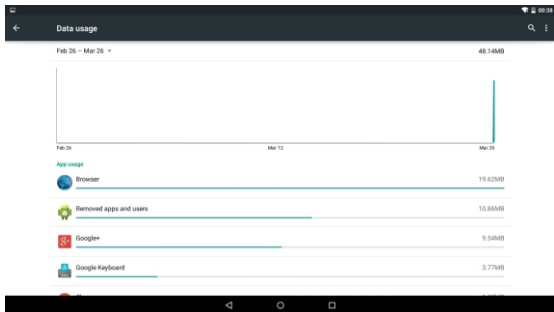 00:38
Data usage
Feb 26 – Mar 26
48.14MB
Feb 26 Mar 12 Mar 26
App usage
Browser 19.62MB
Removed apps and users 10.86MB
Google+ 9.54MB
Google Keyboard 3.77MB